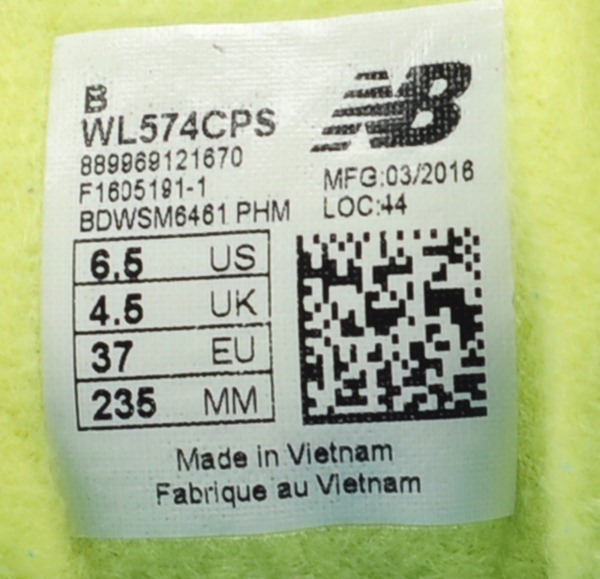 B
WL574CPS
889969121670
F1605191-1
BDWSM6461 PHM
NB
MFG:03/2016
LOC:44
6.5 US
4.5 UK
37 EU
235 MM
Made in Vietnam
Fabrique au Vietnam